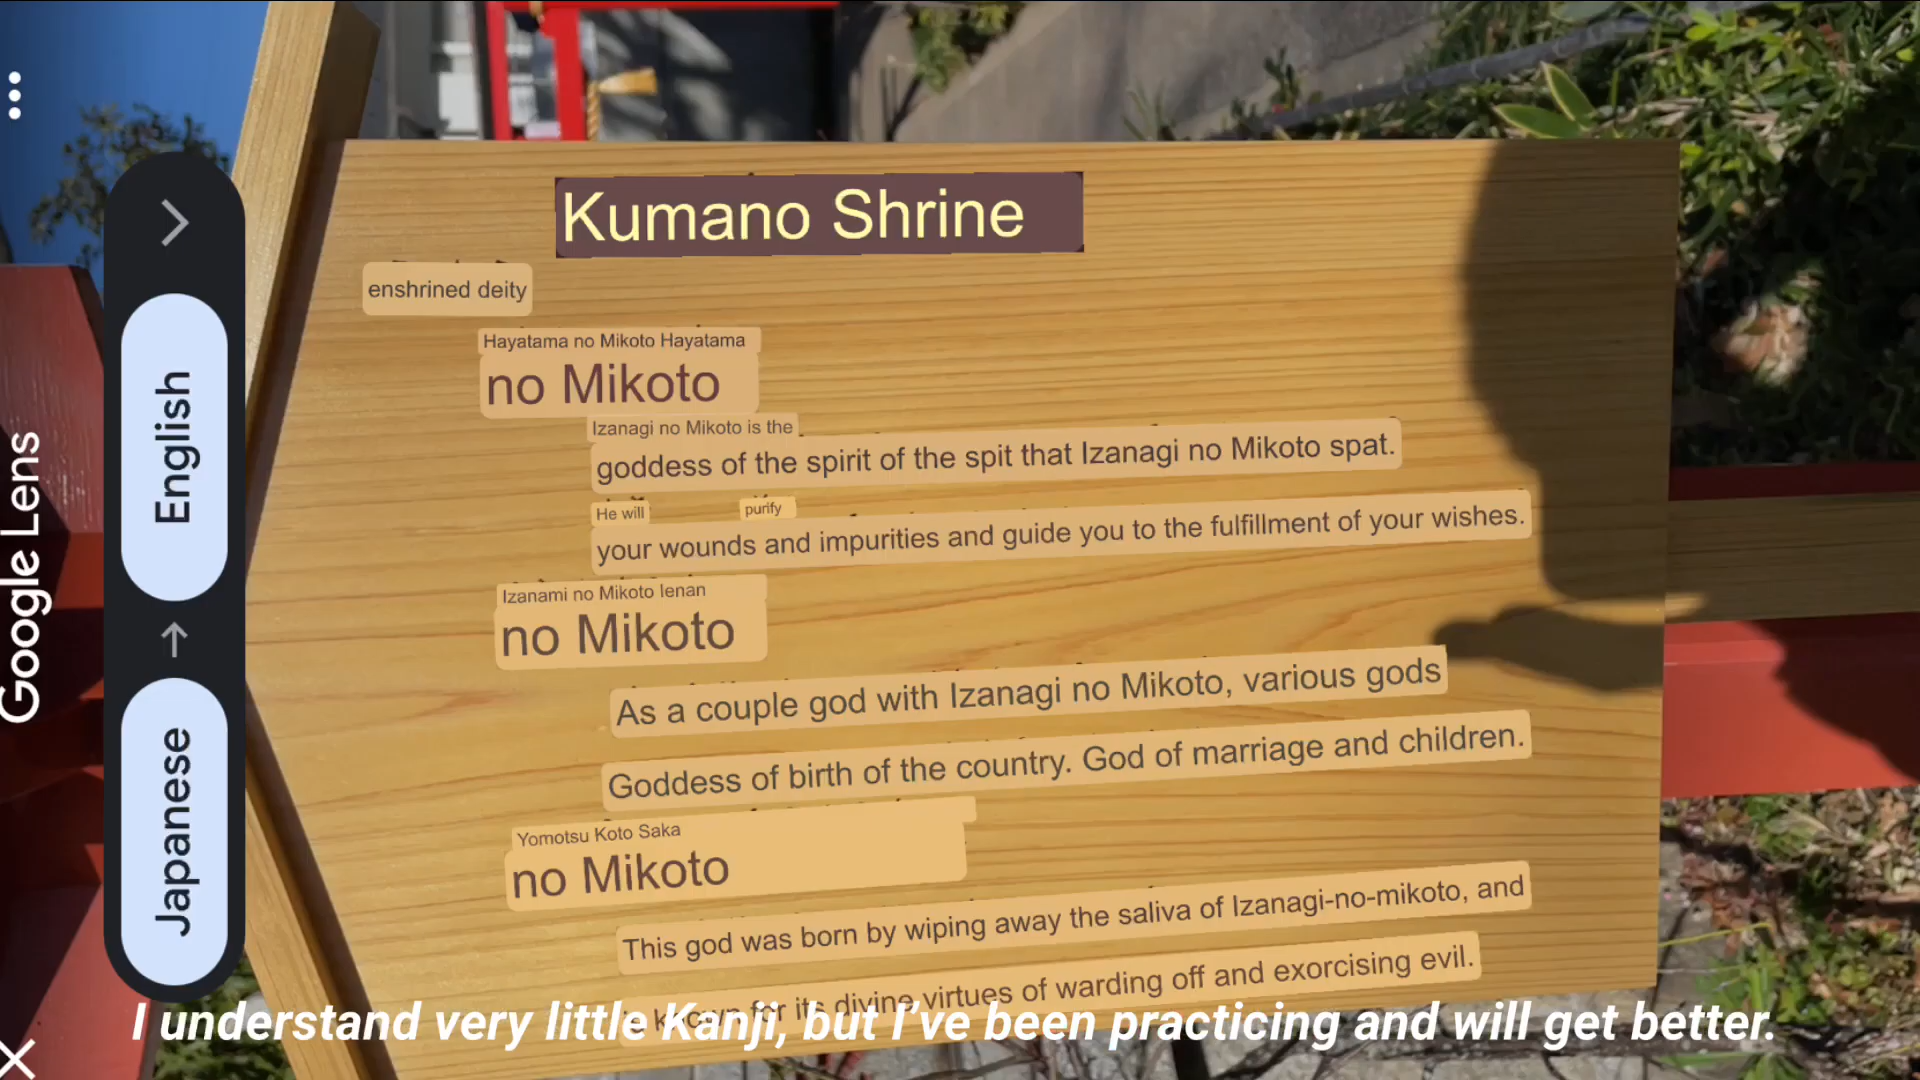 Kumano Shrine
enshrined deity
Hayatama no Mikoto Hayatama
no Mikoto
Izanagi no Mikoto is the
goddess of the spirit of the spit that Izanagi no Mikoto spat.
He will purify
your wounds and impurities and guide you to the fulfillment of your wishes.
Izanami no Mikoto Ienan
no Mikoto
As a couple god with Izanagi no Mikoto, various gods
Goddess of birth of the country. God of marriage and children.
Yomotsu Koto Saka
no Mikoto
This god was born by wiping away the saliva of Izanagi-no-mikoto, and
is known for its divine virtues of warding off and exorcising evil.
I understand very little Kanji, but I've been practicing and will get better.
Google Lens
Japanese
English